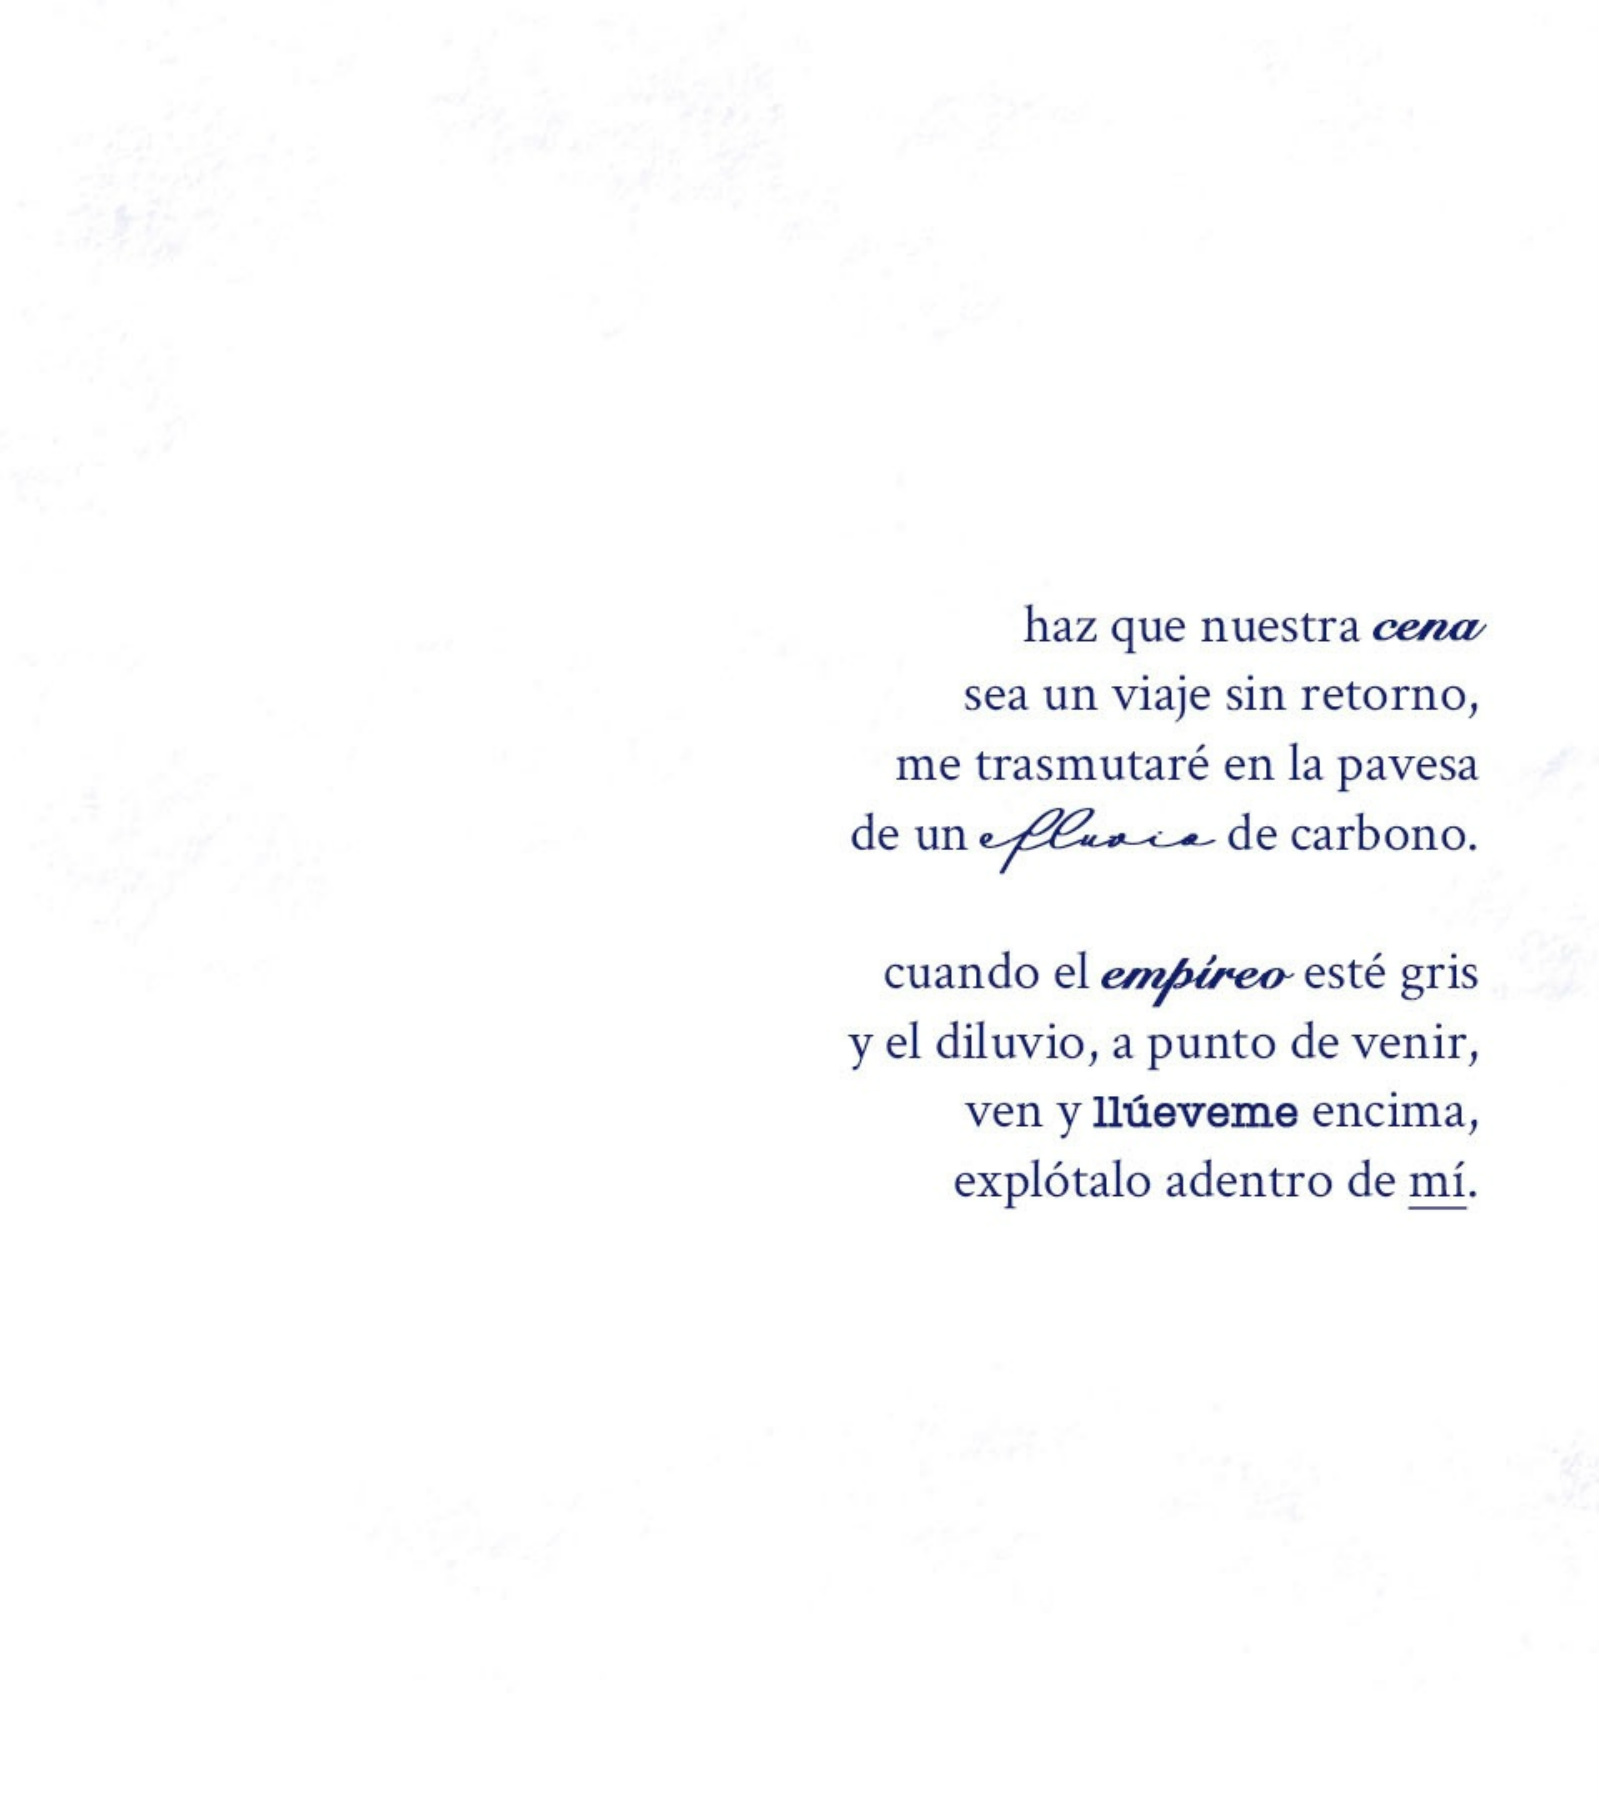 haz que nuestra cena
sea un viaje sin retorno,
me trasmutaré en la pavesa
de un efluvio de carbono.
cuando el empíreo esté gris
y el diluvio, a punto de venir,
ven y llúeveme encima,
explótalo adentro de mí.